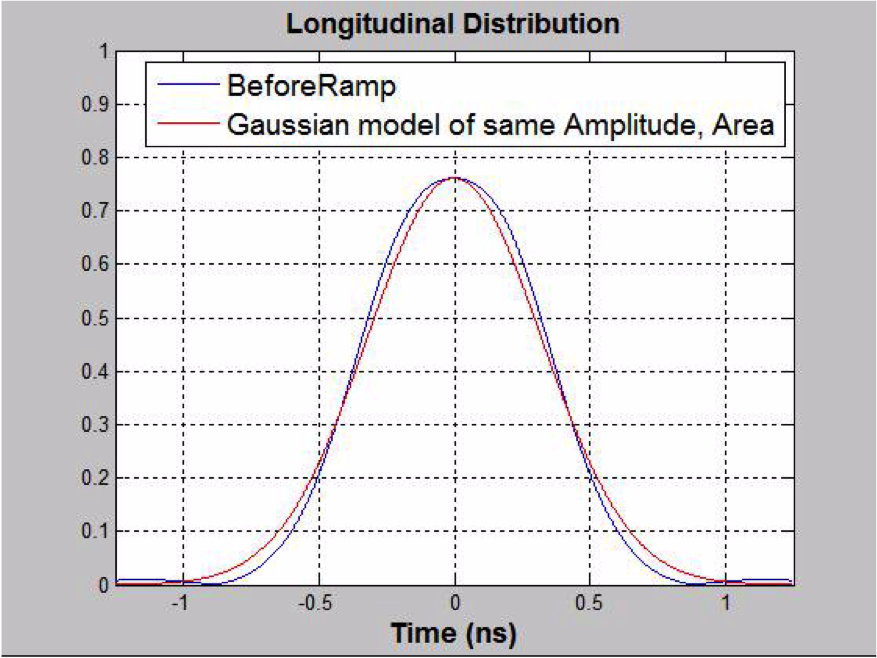 Longitudinal Distribution
1
BeforeRamp
0.9
Gaussian model of same Amplitude, Area
0.8
0.7
0.6
0.5
0.4
0.3
0.2
0.1
0
-1 -0.5 0 0.5 1
Time (ns)